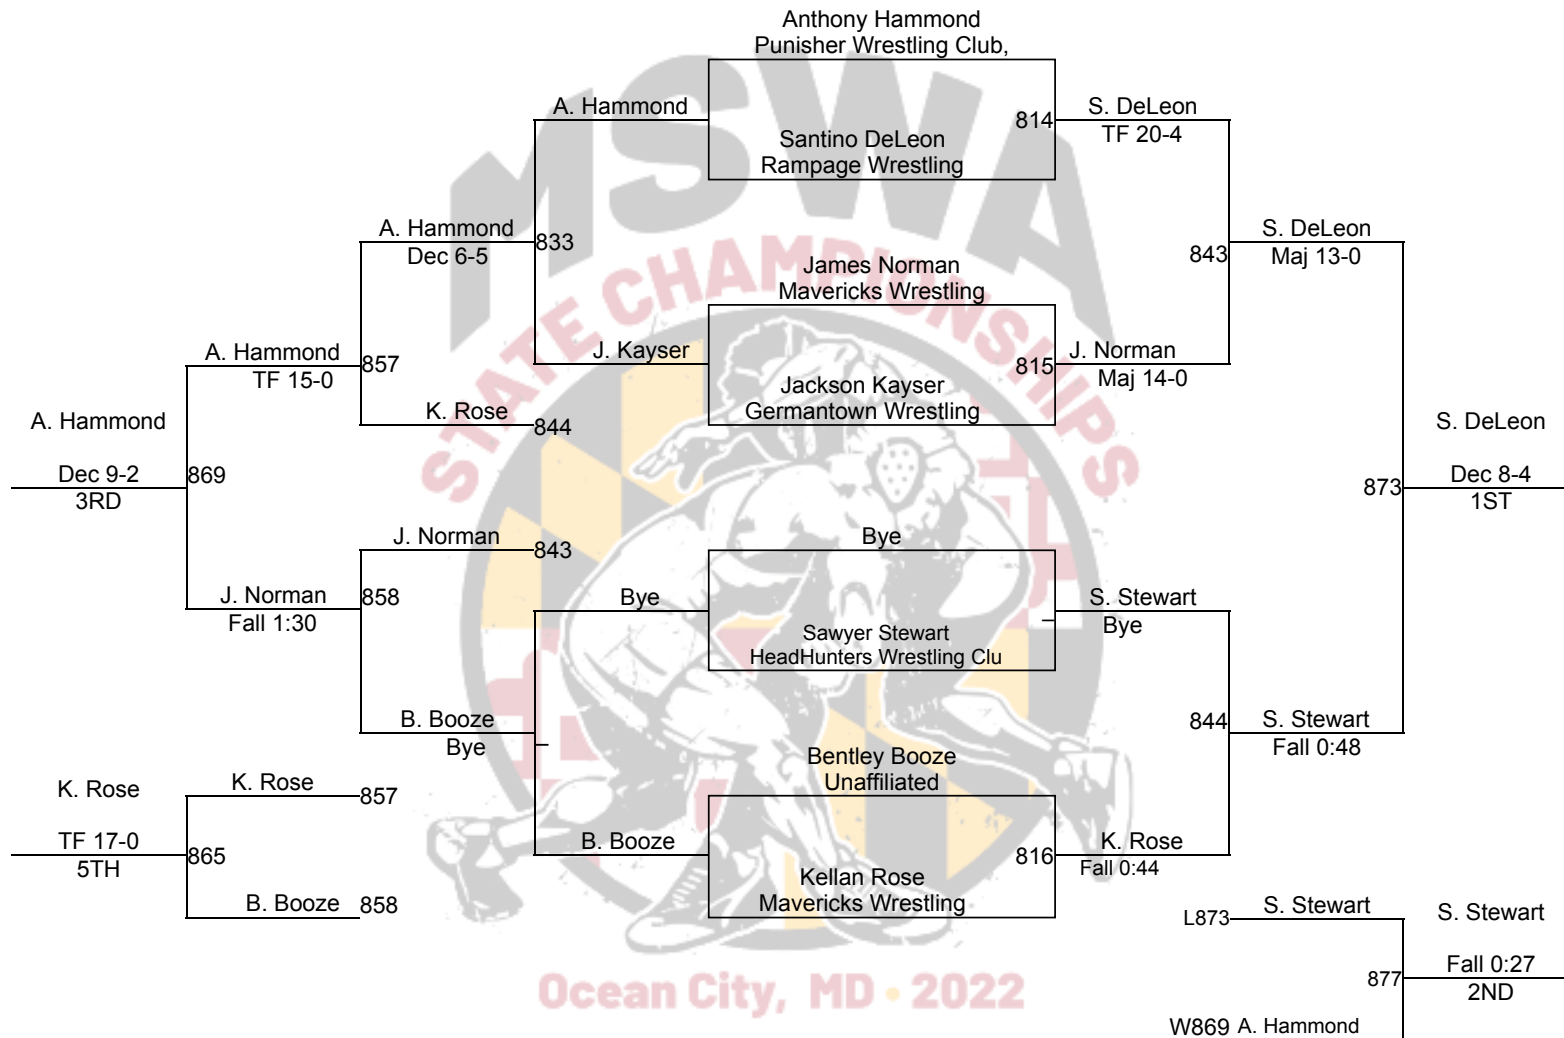 MSWA
STATE CHAMPIONSHIPS
Anthony Hammond
Punisher Wrestling Club,
A. Hammond
814
S. DeLeon
TF 20-4
Santino DeLeon
Rampage Wrestling
A. Hammond
Dec 6-5
833
843
S. DeLeon
Maj 13-0
James Norman
Mavericks Wrestling
A. Hammond
TF 15-0
857
J. Kayser
815
J. Norman
Maj 14-0
Jackson Kayser
Germantown Wrestling
K. Rose
844
A. Hammond
Dec 9-2
3RD
869
S. DeLeon
873
Dec 8-4
1ST
J. Norman
843
Bye
J. Norman
Fall 1:30
858
Bye
S. Stewart
Bye
Sawyer Stewart
HeadHunters Wrestling Clu
B. Booze
Bye
844
S. Stewart
Fall 0:48
Bentley Booze
Unaffiliated
K. Rose
K. Rose
857
TF 17-0
5TH
865
B. Booze
816
K. Rose
Fall 0:44
Kellan Rose
Mavericks Wrestling
B. Booze
858
L873
S. Stewart
S. Stewart
877
Fall 0:27
2ND
W869
A. Hammond
Ocean City, MD • 2022